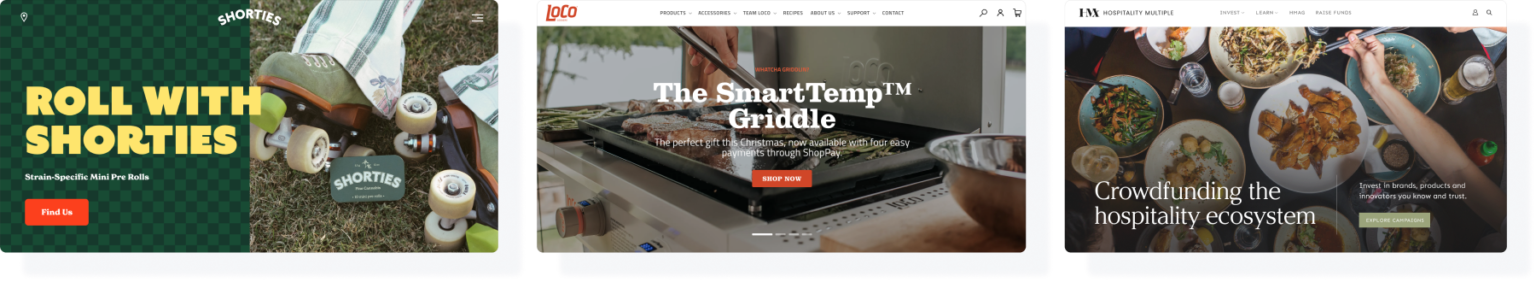 SHORTIES
ROLL WITH
SHORTIES
Strain-Specific Mini Pre Rolls
Find Us
SHORTIES
LOCO
PRODUCTS ACCESSORIES TEAM LOCO RECIPES ABOUT US SUPPORT CONTACT
The SmartTemp™
Griddle
The perfect gift this Christmas, now available with four easy
payments through ShopPay.
SHOP NOW
LOCO
HMX HOSPITALITY MULTIPLE
INVEST LEARN HMAG RAISE FUNDS
Crowdfunding the
hospitality ecosystem
Invest in brands, products and
innovators you know and trust.
EXPLORE CAMPAIGNS